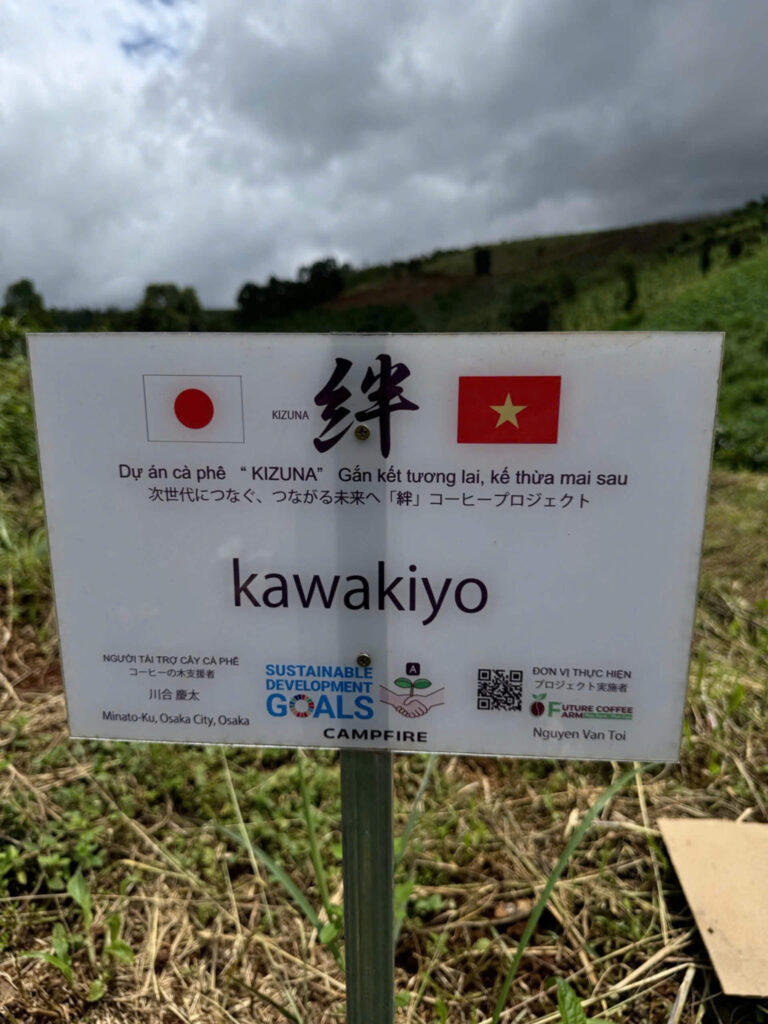 KIZUNA 絆
Dự án cà phê “ KIZUNA” Gắn kết tương lai, kế thừa mai sau
次世代につなぐ、つながる未来へ「絆」コーヒープロジェクト
kawakiyo
NGƯỜI TÀI TRỢ CÂY CÀ PHÊ
コーヒーの木支援者
川合 慶太
Minato-Ku, Osaka City, Osaka
SUSTAINABLE
DEVELOPMENT
GOALS
A
CAMPFIRE
ĐƠN VỊ THỰC HIỆN
プロジェクト実施者
FUTURE COFFEE
FARM
Nguyen Van Toi